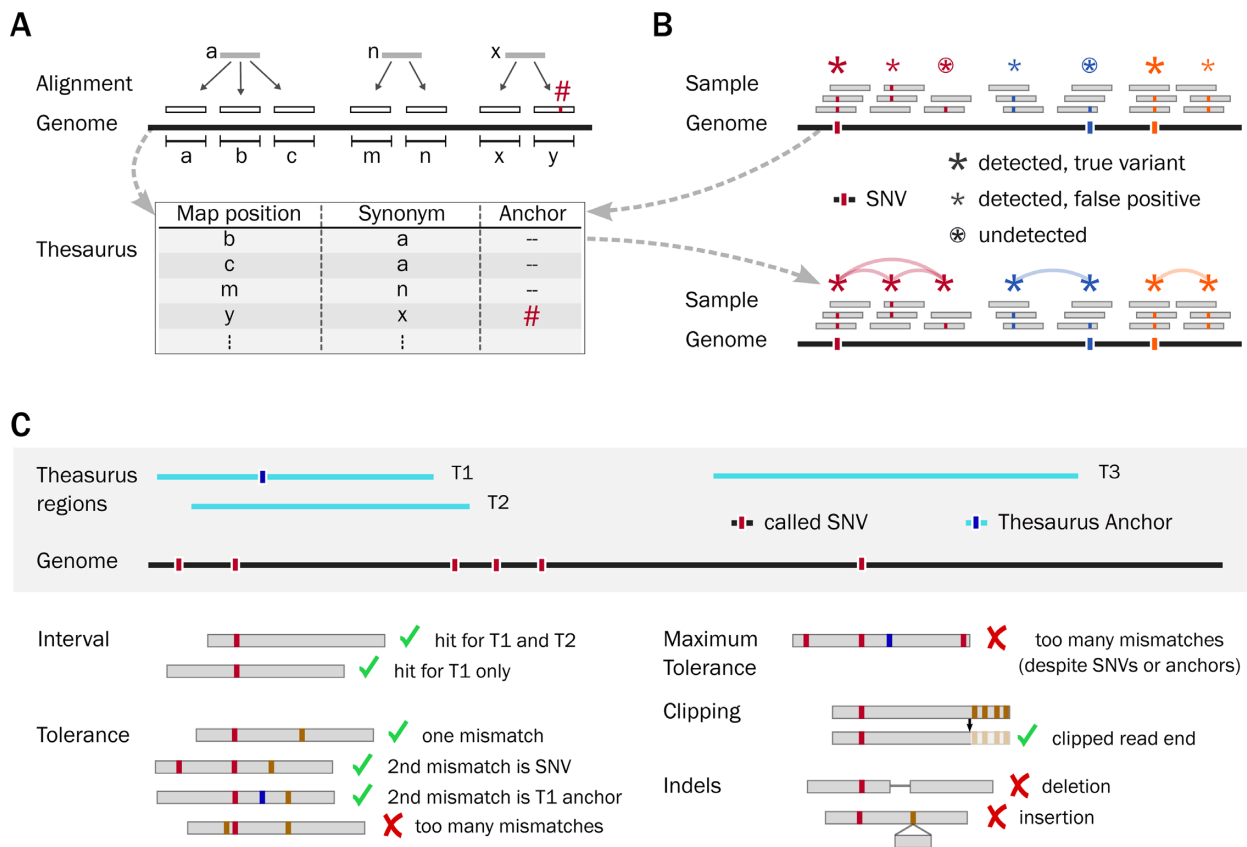 A
a
n
x
Alignment
#
Genome
a b c m n x y
Map position Synonym Anchor
Thesaurus
b a --
c a --
m n --
y x #
B
Sample
Genome
* detected, true variant
SNV * detected, false positive
undetected
Sample
Genome
C
Theasurus
regions
T1
T2
T3
called SNV Thesaurus Anchor
Genome
Interval
hit for T1 and T2
hit for T1 only
Tolerance
one mismatch
2nd mismatch is SNV
2nd mismatch is T1 anchor
too many mismatches
Maximum
Tolerance
too many mismatches
(despite SNVs or anchors)
Clipping
clipped read end
Indels
deletion
insertion